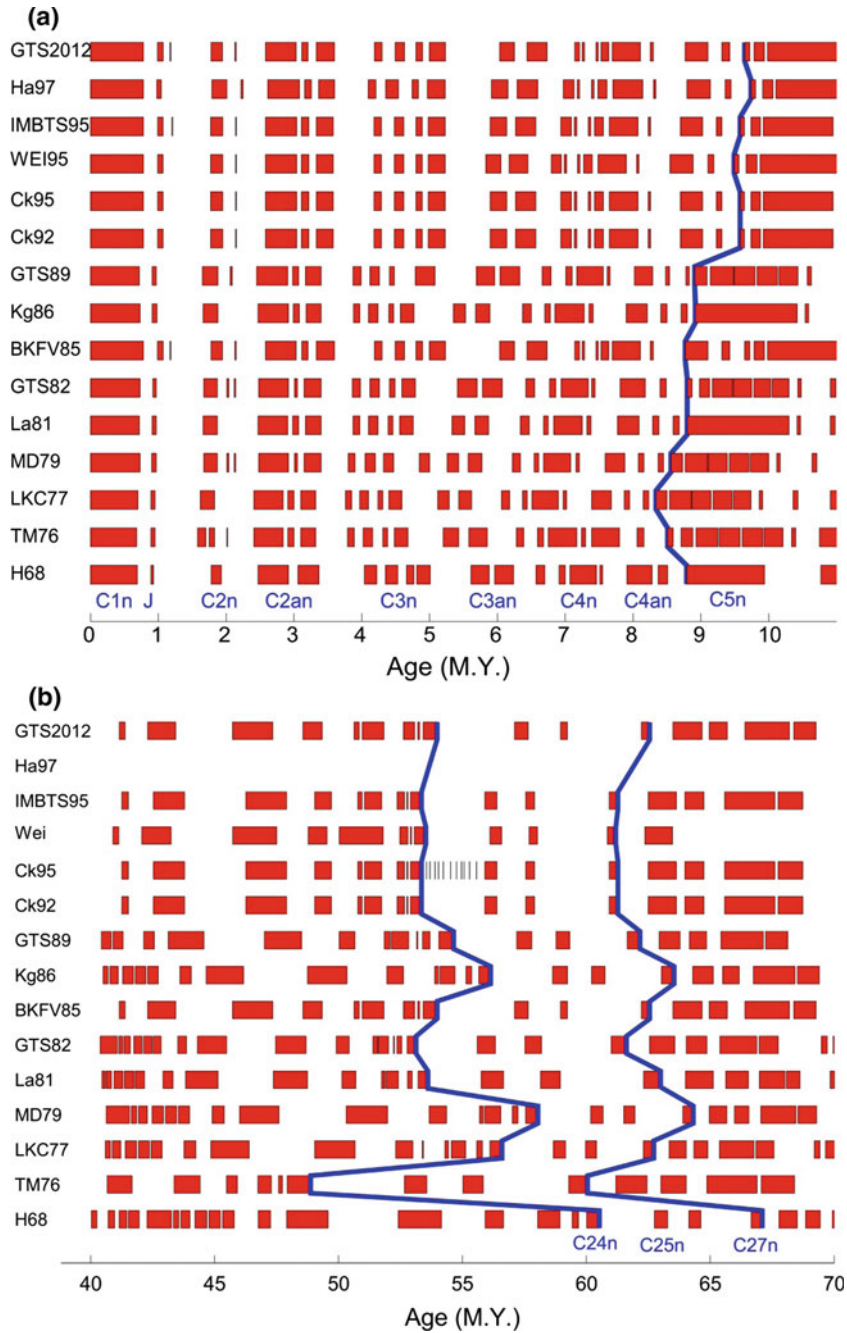 (a)
GTS2012
Ha97
IMBTS95
WEI95
Ck95
Ck92
GTS89
Kg86
BKFV85
GTS82
La81
MD79
LKC77
TM76
H68
C1n J C2n C2an C3n C3an C4n C4an C5n
0 1 2 3 4 5 6 7 8 9 10
Age (M.Y.)
(b)
GTS2012
Ha97
IMBTS95
Wei
Ck95
Ck92
GTS89
Kg86
BKFV85
GTS82
La81
MD79
LKC77
TM76
H68
C24n C25n C27n
40 45 50 55 60 65 70
Age (M.Y.)